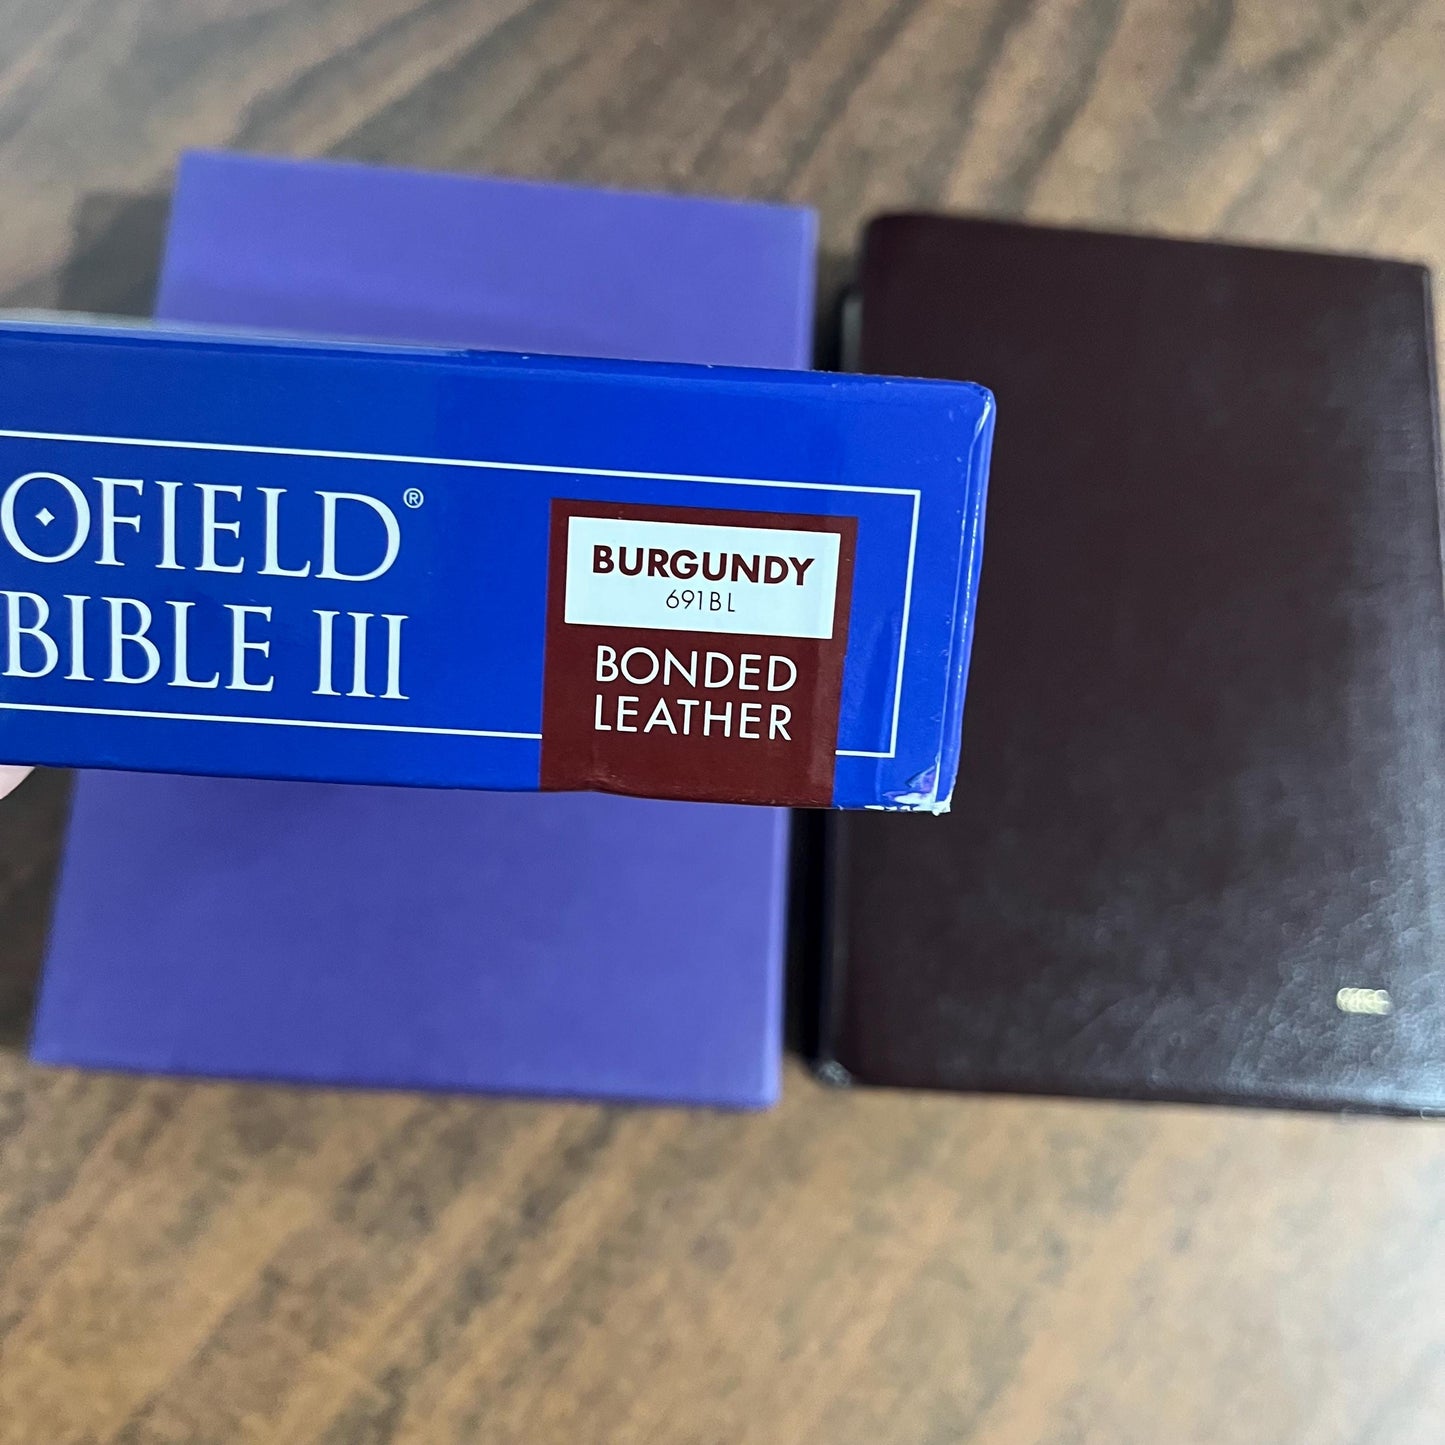 OFIELD®
BIBLE III
BURGUNDY
691BL
BONDED
LEATHER